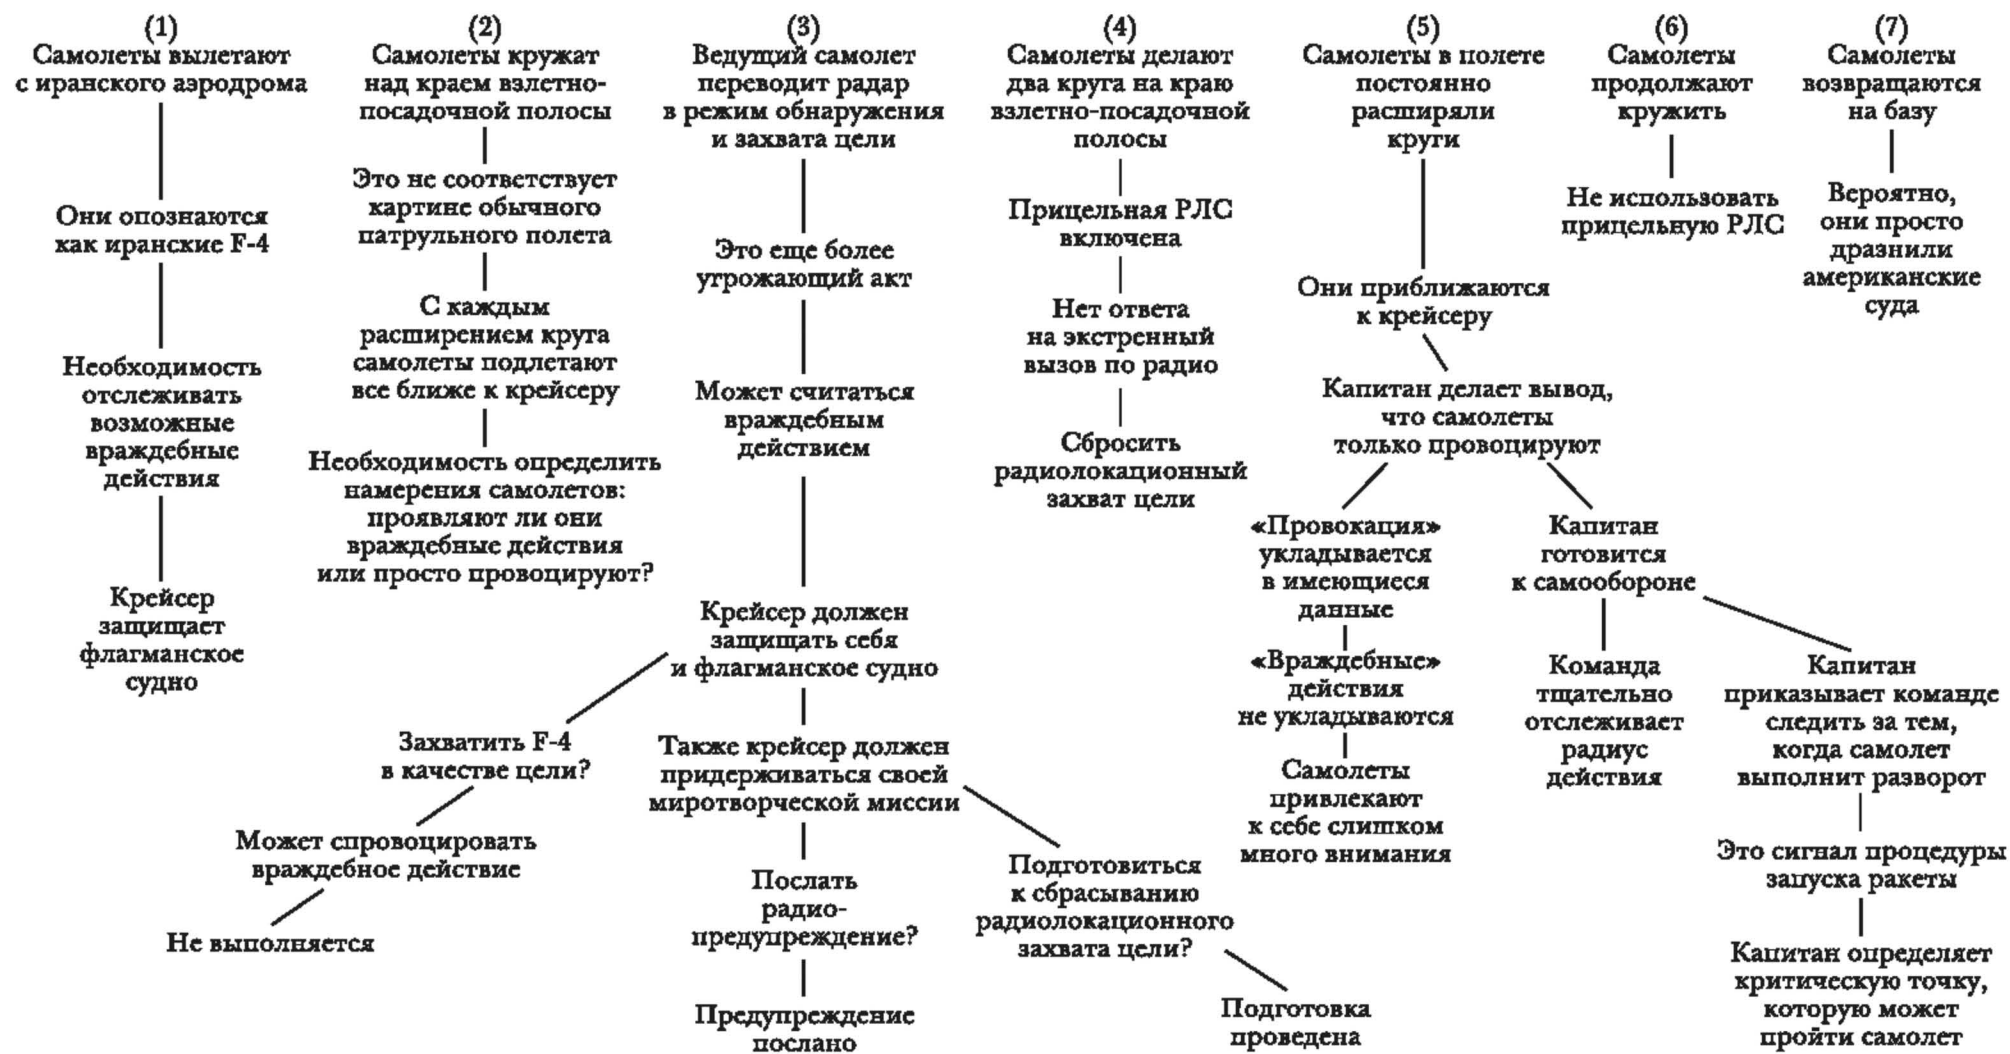 (1)
Самолеты вылетают
с иранского аэродрома
Они опознаются
как иранские F-4
Необходимость
отслеживать
возможные
враждебные
действия
Крейсер
защищает
флагманское
судно
(2)
Самолеты кружат
над краем взлетно-
посадочной полосы
Это не соответствует
картине обычного
патрульного полета
С каждым
расширением круга
самолеты подлетают
все ближе к крейсеру
Необходимость определить
намерения самолетов:
проявляют ли они
враждебные действия
или просто провоцируют?
(3)
Ведущий самолет
переводит радар
в режим обнаружения
и захвата цели
Это еще более
угрожающий акт
Может считаться
враждебным
действием
Крейсер должен
защищать себя
и флагманское судно
Захватить F-4
в качестве цели?
Может спровоцировать
враждебное действие
Не выполняется
Также крейсер должен
придерживаться своей
миротворческой миссии
Послать
радио-
предупреждение?
Предупреждение
послано
Подготовиться
к сбрасыванию
радиолокационного
захвата цели?
Подготовка
проведена
(4)
Самолеты делают
два круга на краю
взлетно-посадочной
полосы
Прицельная РЛС
включена
Нет ответа
на экстренный
вызов по радио
Сбросить
радиолокационный
захват цели
(5)
Самолеты в полете
постоянно
расширяли
круги
Они приближаются
к крейсеру
Капитан делает вывод,
что самолеты
только провоцируют
«Провокация»
укладывается
в имеющиеся
данные
«Враждебные»
действия
не укладываются
Самолеты
привлекают
к себе слишком
много внимания
Капитан
готовится
к самообороне
Команда
тщательно
отслеживает
радиус
действия
Капитан
приказывает команде
следить за тем,
когда самолет
выполнит разворот
Это сигнал процедуры
запуска ракеты
Капитан определяет
критическую точку,
которую может
пройти самолет
(6)
Самолеты
продолжают
кружить
Не использовать
прицельную РЛС
(7)
Самолеты
возвращаются
на базу
Вероятно,
они просто
дразнили
американские
суда